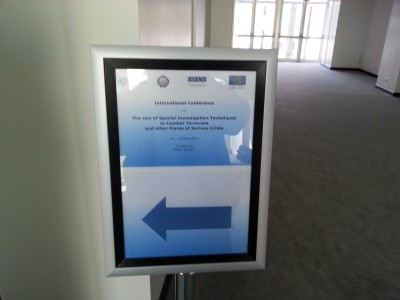 International Conference
on
The Use of Special Investigation Techniques
to Combat Terrorism
and other Forms of Serious Crime